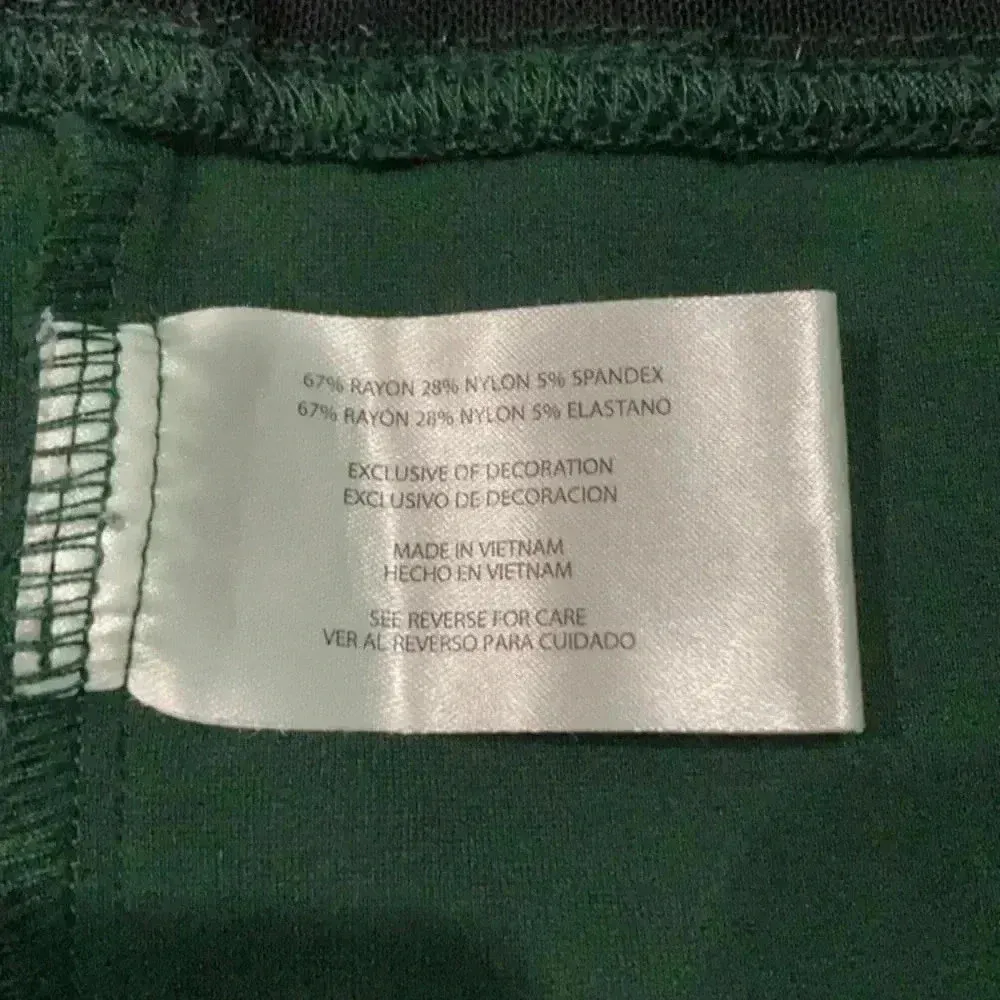 67% RAYON 28% NYLON 5% SPANDEX
67% RAYON 28% NYLON 5% ELASTANO
EXCLUSIVE OF DECORATION
EXCLUSIVO DE DECORACION
MADE IN VIETNAM
HECHO EN VIETNAM
SEE REVERSE FOR CARE
VER AL REVERSO PARA CUIDADO